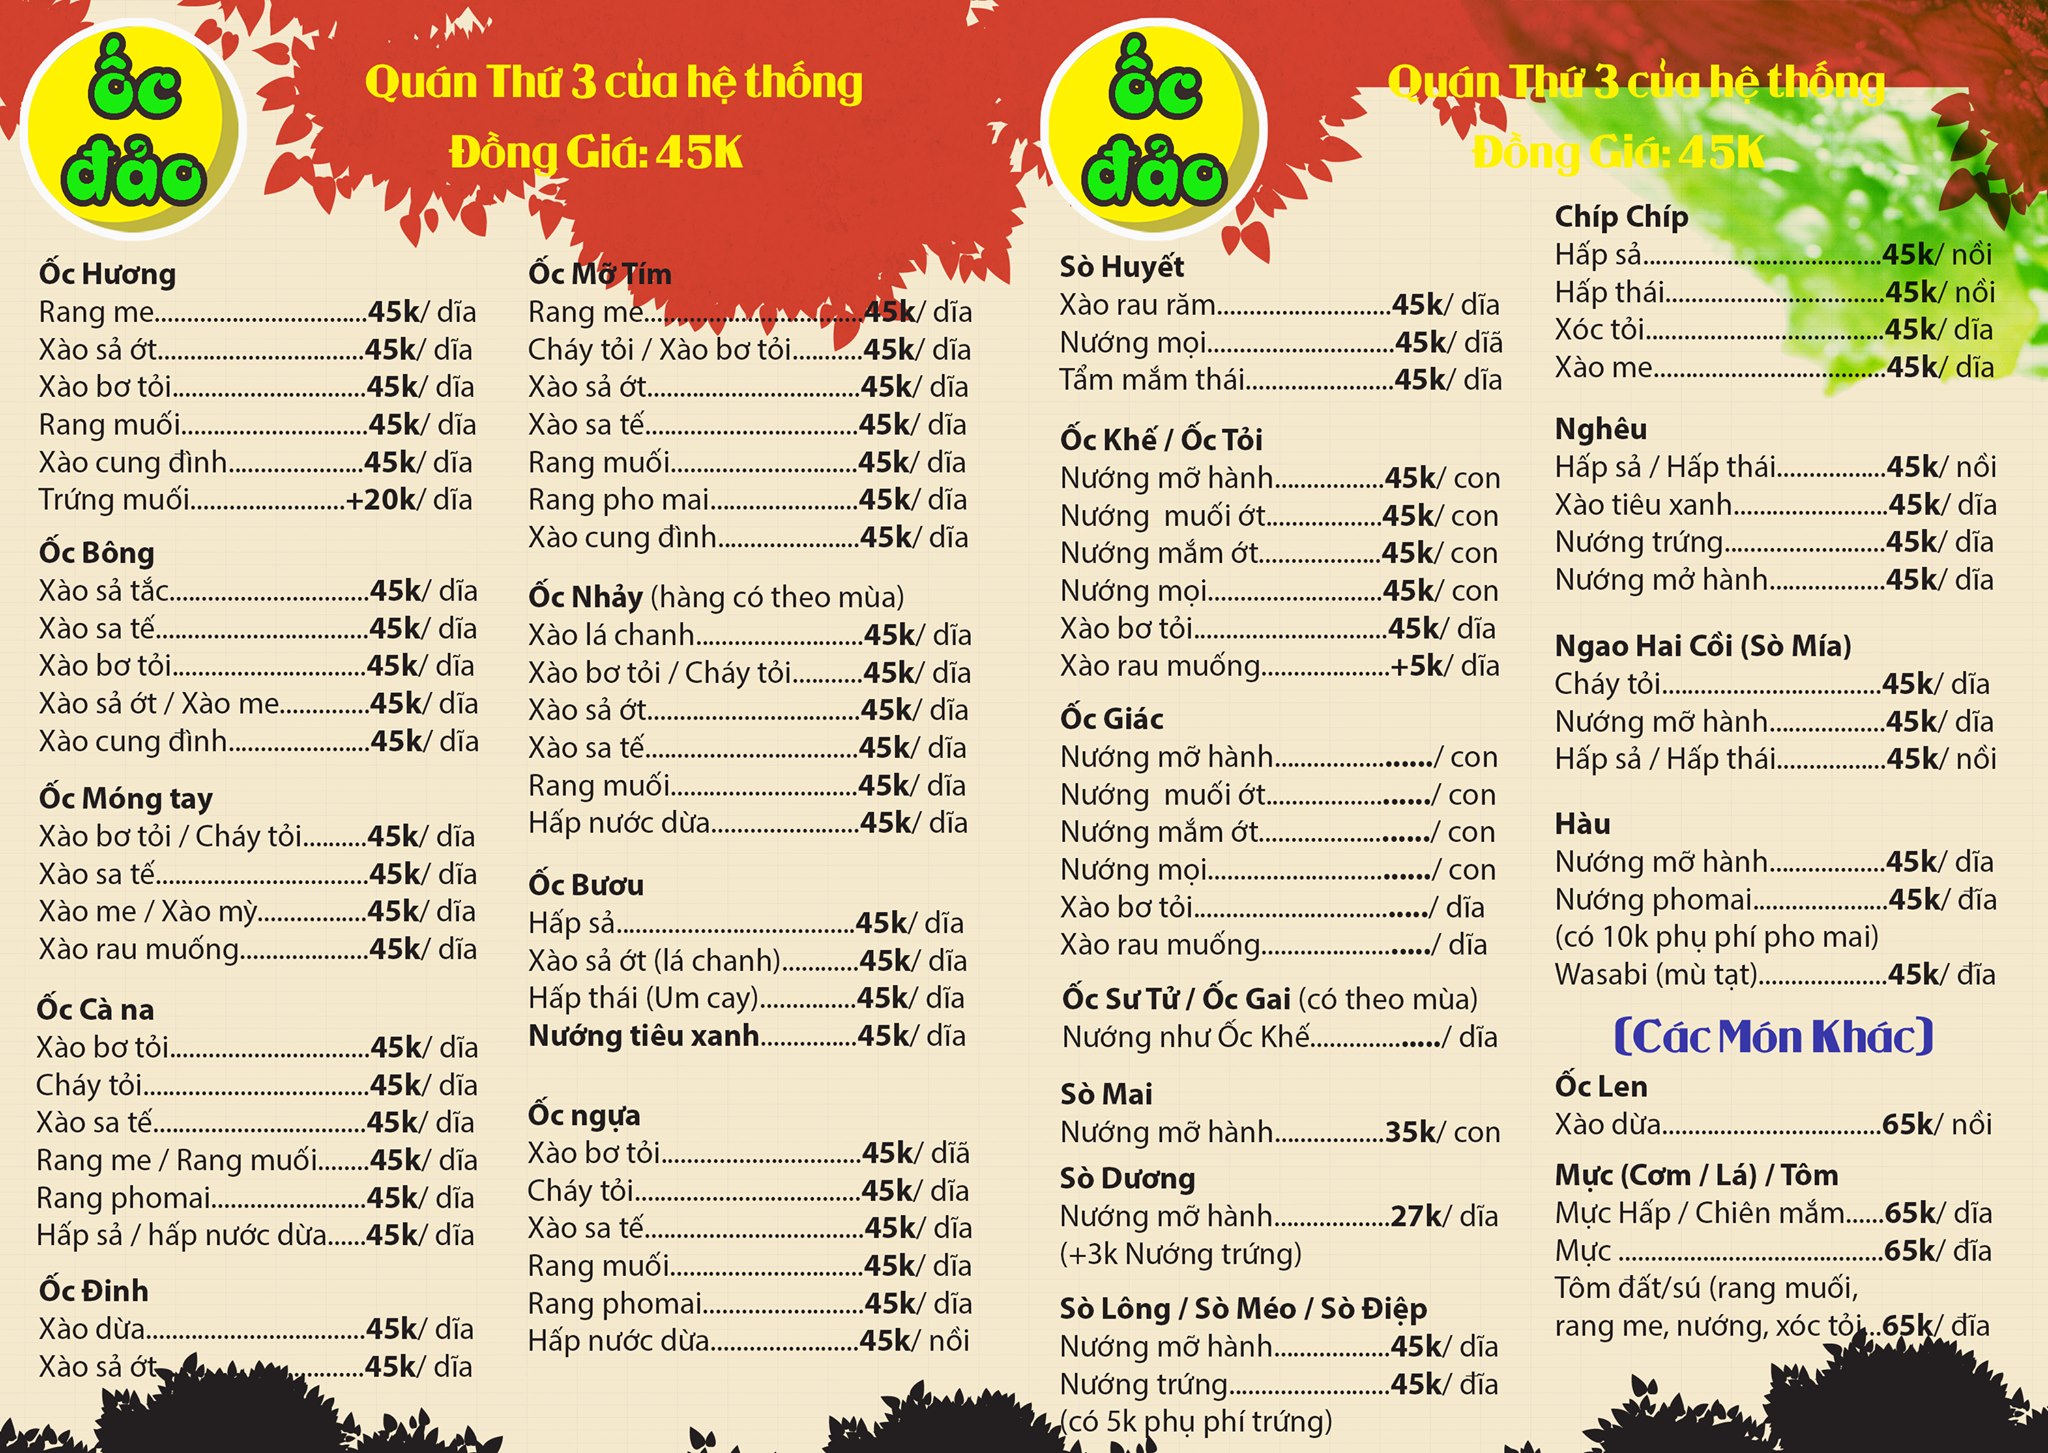 ốc
đảo
Quán Thứ 3 của hệ thống
Đồng Giá: 45K
Ốc Hương
Rang me..................................45k/ dĩa
Xào sả ớt.................................45k/ dĩa
Xào bơ tỏi...............................45k/ dĩa
Rang muối..............................45k/ dĩa
Xào cung đình......................45k/ dĩa
Trứng muối.........................+20k/ dĩa
Ốc Bông
Xào sả tắc................................45k/ dĩa
Xào sa tế..................................45k/ dĩa
Xào bơ tỏi...............................45k/ dĩa
Xào sả ớt / Xào me..............45k/ dĩa
Xào cung đình.......................45k/ dĩa
Ốc Móng tay
Xào bơ tỏi / Cháy tỏi..........45k/ dĩa
Xào sa tế..................................45k/ dĩa
Xào me / Xào mỳ.................45k/ dĩa
Xào rau muống....................45k/ dĩa
Ốc Cà na
Xào bơ tỏi................................45k/ dĩa
Cháy tỏi....................................45k/ dĩa
Xào sa tế..................................45k/ dĩa
Rang me / Rang muối........45k/ dĩa
Rang phomai.........................45k/ dĩa
Hấp sả / hấp nước dừa......45k/ dĩa
Ốc Đinh
Xào dừa...................................45k/ dĩa
Xào sả ớt.................................45k/ dĩa
Ốc Mỡ Tím
Rang me...................................45k/ dĩa
Cháy tỏi / Xào bơ tỏi...........45k/ dĩa
Xào sả ớt..................................45k/ dĩa
Xào sa tế..................................45k/ dĩa
Rang muối..............................45k/ dĩa
Rang pho mai.......................45k/ dĩa
Xào cung đình.......................45k/ dĩa
Ốc Nhảy (hàng có theo mùa)
Xào lá chanh...........................45k/ dĩa
Xào bơ tỏi / Cháy tỏi...........45k/ dĩa
Xào sả ớt..................................45k/ dĩa
Xào sa tế..................................45k/ dĩa
Rang muối..............................45k/ dĩa
Hấp nước dừa........................45k/ dĩa
Ốc Bươu
Hấp sả......................................45k/ dĩa
Xào sả ớt (lá chanh)............45k/ dĩa
Hấp thái (Um cay)...............45k/ dĩa
Nướng tiêu xanh...............45k/ dĩa
Ốc ngựa
Xào bơ tỏi................................45k/ dĩã
Cháy tỏi....................................45k/ dĩa
Xào sa tế...................................45k/ dĩa
Rang muối...............................45k/ dĩa
Rang phomai..........................45k/ dĩa
Hấp nước dừa........................45k/ nồi
ốc
đảo
Quán Thứ 3 của hệ thống
Đồng Giá: 45K
Sò Huyết
Xào rau răm............................45k/ dĩa
Nướng mọi..............................45k/ dĩã
Tẩm mắm thái.......................45k/ dĩa
Ốc Khế / Ốc Tỏi
Nướng mỡ hành.................45k/ con
Nướng  muối ớt..................45k/ con
Nướng mắm ớt...................45k/ con
Nướng mọi...........................45k/ con
Xào bơ tỏi...............................45k/ dĩa
Xào rau muống....................+5k/ dĩa
Ốc Giác
Nướng mỡ hành......................./ con
Nướng  muối ớt......................../ con
Nướng mắm ớt........................./ con
Nướng mọi................................../ con
Xào bơ tỏi..................................../ dĩa
Xào rau muống........................../ dĩa
Ốc Sư Tử / Ốc Gai (có theo mùa)
Nướng như Ốc Khế..................../ dĩa
Sò Mai
Nướng mỡ hành.................35k/ con
Sò Dương
Nướng mỡ hành..................27k/ dĩa
(+3k Nướng trứng)
Sò Lông / Sò Méo / Sò Điệp
Nướng mỡ hành..................45k/ dĩa
Nướng trứng.........................45k/ đĩa
(có 5k phụ phí trứng)
Chíp Chíp
Hấp sả......................................45k/ nồi
Hấp thái...................................45k/ nồi
Xóc tỏi......................................45k/ dĩa
Xào me.....................................45k/ dĩa
Nghêu
Hấp sả / Hấp thái.................45k/ nồi
Xào tiêu xanh........................45k/ dĩa
Nướng trứng.........................45k/ dĩa
Nướng mở hành..................45k/ dĩa
Ngao Hai Cồi (Sò Mía)
Cháy tỏi...................................45k/ dĩa
Nướng mỡ hành..................45k/ dĩa
Hấp sả / Hấp thái.................45k/ nồi
Hàu
Nướng mỡ hành..................45k/ dĩa
Nướng phomai.....................45k/ đĩa
(có 10k phụ phí pho mai)
Wasabi (mù tạt)....................45k/ đĩa
(Các Món Khác)
Ốc Len
Xào dừa...................................65k/ nồi
Mực (Cơm / Lá) / Tôm
Mực Hấp / Chiên mắm......65k/ dĩa
Mực ..........................................65k/ đĩa
Tôm đất/sú (rang muối,
rang me, nướng, xóc tỏi...65k/ đĩa